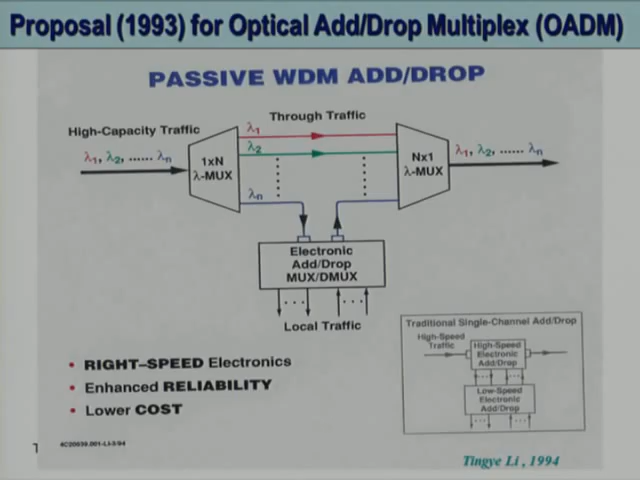 Proposal (1993) for Optical Add/Drop Multiplex (OADM)
PASSIVE WDM ADD/DROP
Through Traffic
High-Capacity Traffic
λ1, λ2, ...... λn
1xN
λ-MUX
λ1
λ2
λn
Nx1
λ-MUX
λ1, λ2, ...... λn
Electronic
Add/Drop
MUX/DMUX
Local Traffic
• RIGHT–SPEED Electronics
• Enhanced RELIABILITY
• Lower COST
Traditional Single-Channel Add/Drop
High-Speed
Traffic
High-Speed
Electronic
Add/Drop
Low-Speed
Electronic
Add/Drop
Tingye Li , 1994